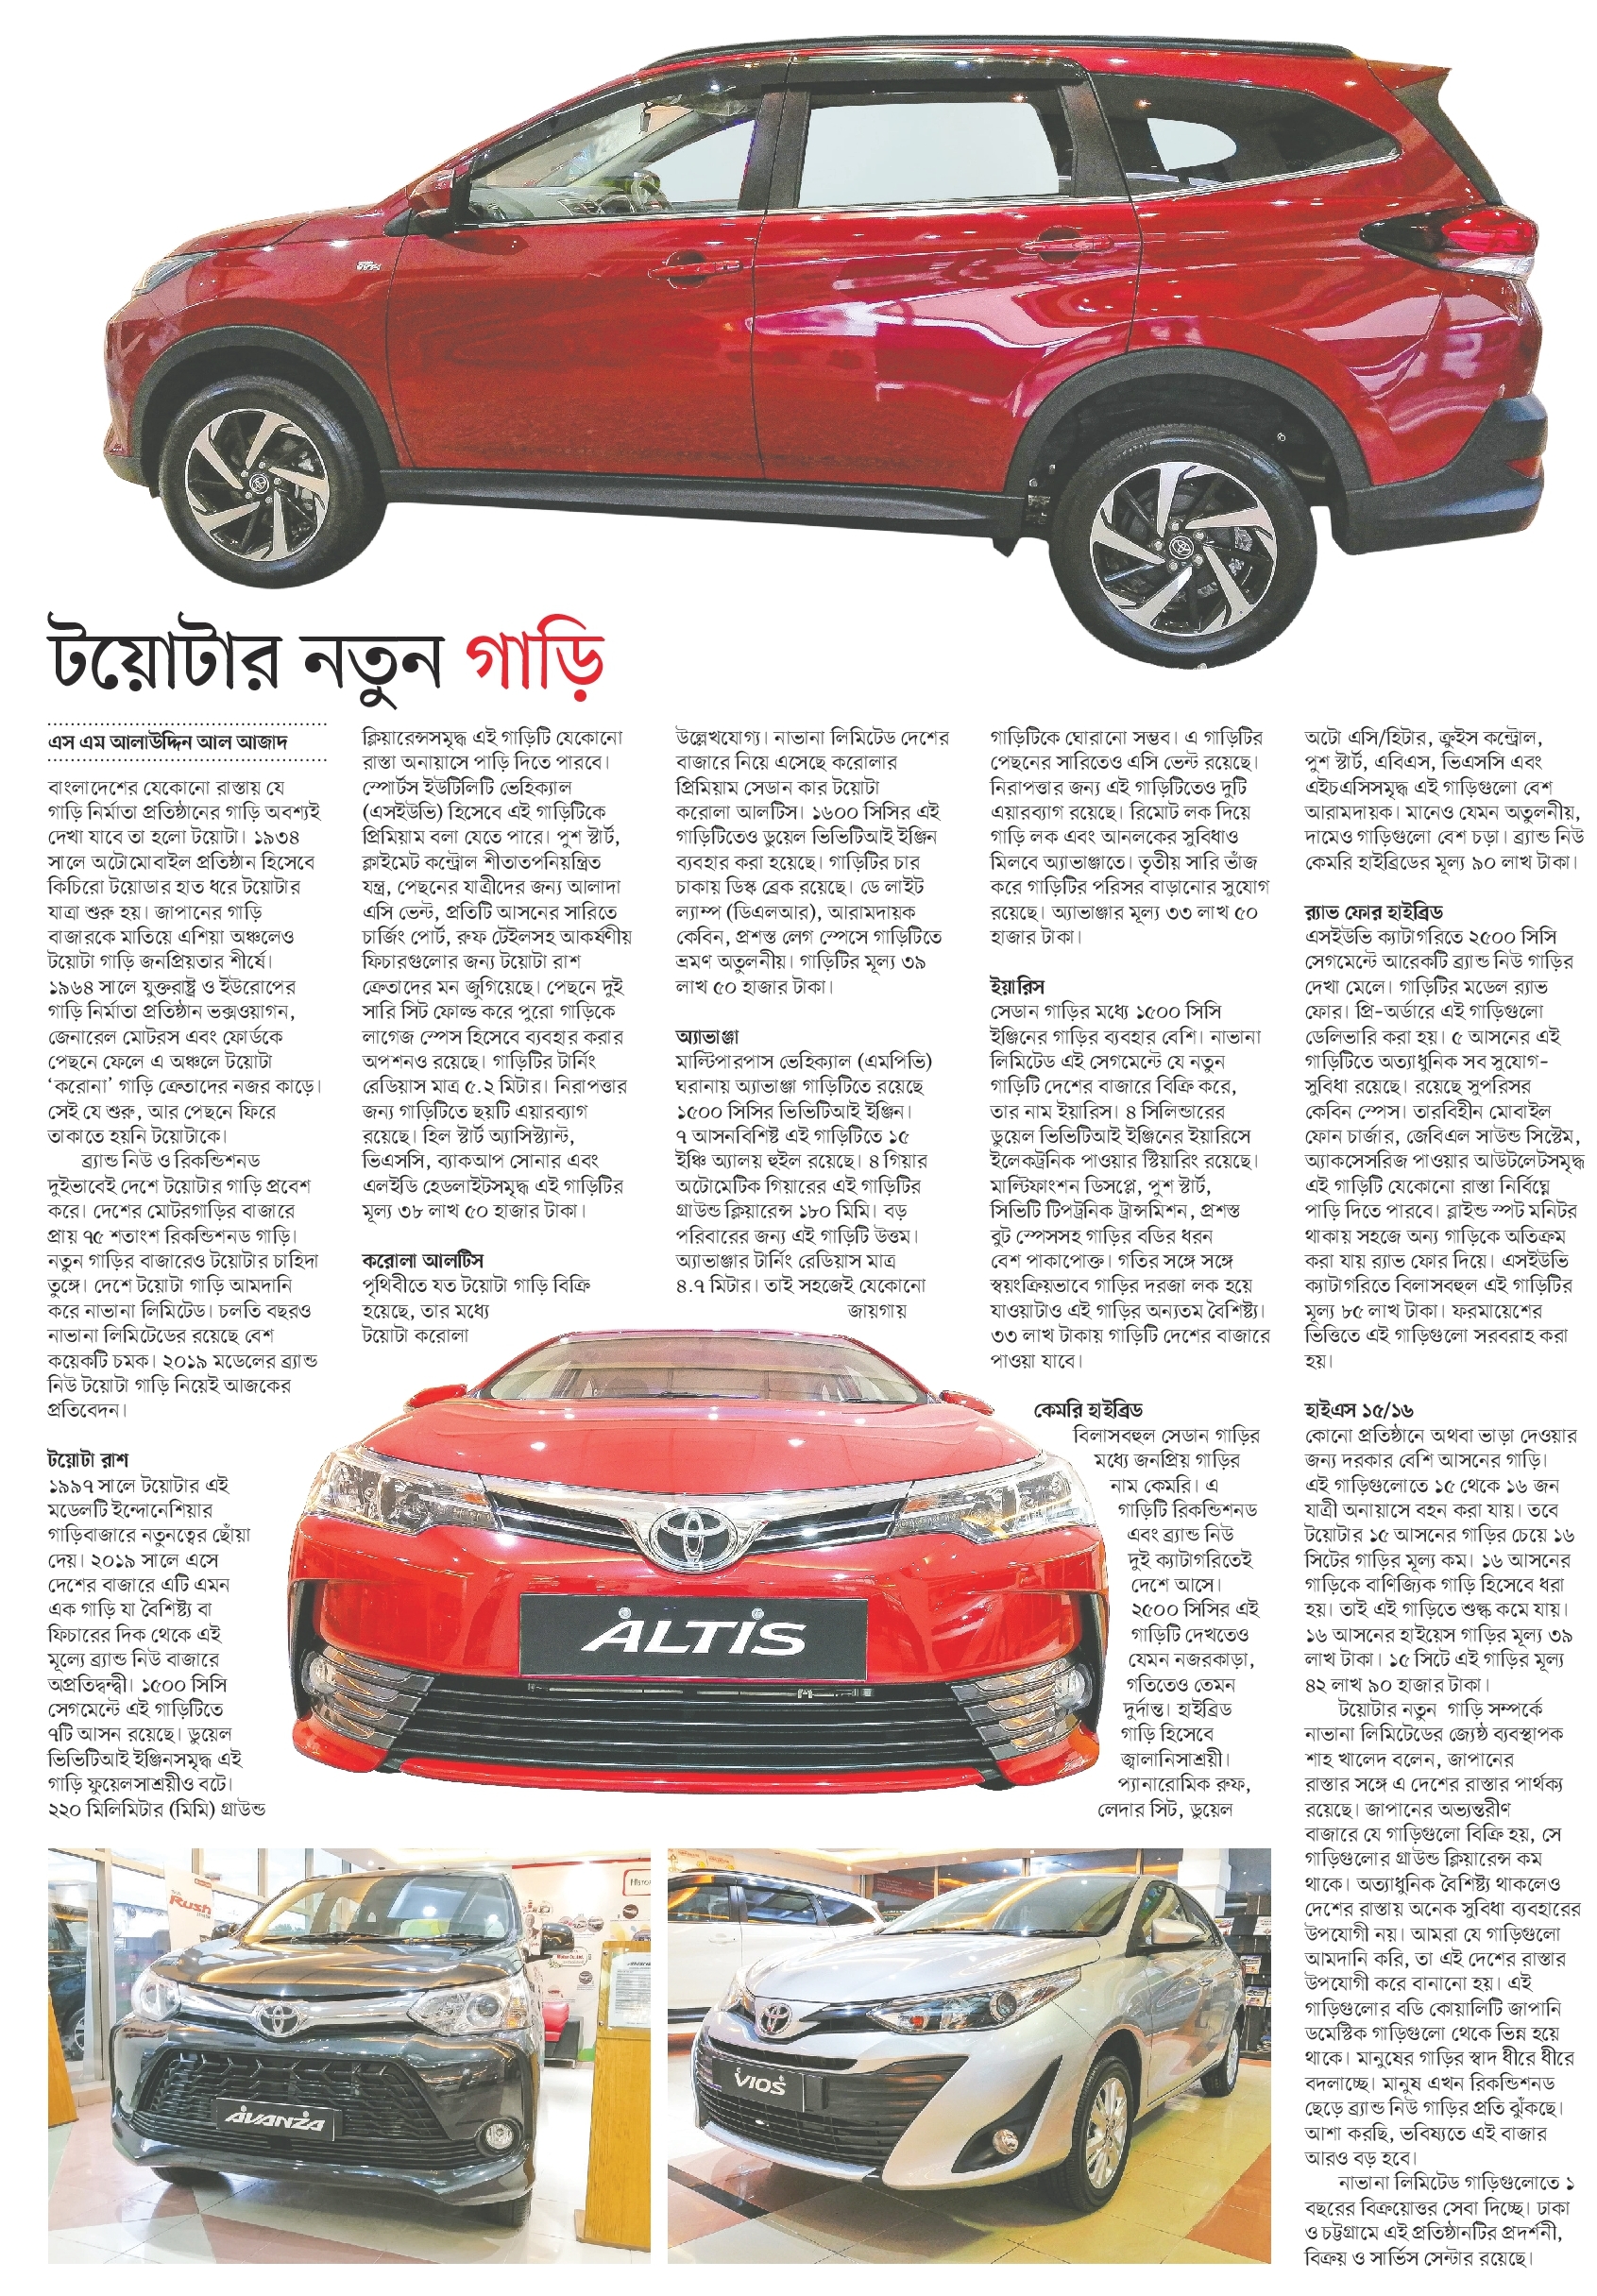 টয়োটার নতুন গাড়ি
এস এম আলাউদ্দিন আল আজাদ
বাংলাদেশের যেকোনো রাস্তায় যে
গাড়ি নির্মাতা প্রতিষ্ঠানের গাড়ি অবশ্যই
দেখা যাবে তা হলো টয়োটা। ১৯৩৪
সালে অটোমোবাইল প্রতিষ্ঠান হিসেবে
কিচিরো টয়োডার হাত ধরে টয়োটার
যাত্রা শুরু হয়। জাপানের গাড়ি
বাজারকে মাতিয়ে এশিয়া অঞ্চলেও
টয়োটা গাড়ি জনপ্রিয়তার শীর্ষে।
১৯৬৪ সালে যুক্তরাষ্ট্র ও ইউরোপের
গাড়ি নির্মাতা প্রতিষ্ঠান ভক্সওয়াগন,
জেনারেল মোটরস এবং ফোর্ডকে
পেছনে ফেলে এ অঞ্চলে টয়োটা
‘করোনা’ গাড়ি ক্রেতাদের নজর কাড়ে।
সেই যে শুরু, আর পেছনে ফিরে
তাকাতে হয়নি টয়োটাকে।
ব্র্যান্ড নিউ ও রিকন্ডিশনড
দুইভাবেই দেশে টয়োটার গাড়ি প্রবেশ
করে। দেশের মোটরগাড়ির বাজারে
প্রায় ৭৫ শতাংশ রিকন্ডিশনড গাড়ি।
নতুন গাড়ির বাজারেও টয়োটার চাহিদা
তুঙ্গে। দেশে টয়োটা গাড়ি আমদানি
করে নাভানা লিমিটেড। চলতি বছরও
নাভানা লিমিটেডের রয়েছে বেশ
কয়েকটি চমক। ২০১৯ মডেলের ব্র্যান্ড
নিউ টয়োটা গাড়ি নিয়েই আজকের
প্রতিবেদন।
টয়োটা রাশ
১৯৯৭ সালে টয়োটার এই
মডেলটি ইন্দোনেশিয়ার
গাড়িবাজারে নতুনত্বের ছোঁয়া
দেয়। ২০১৯ সালে এসে
দেশের বাজারে এটি এমন
এক গাড়ি যা বৈশিষ্ট্য বা
ফিচারের দিক থেকে এই
মূল্যে ব্র্যান্ড নিউ বাজারে
অপ্রতিদ্বন্দ্বী। ১৫০০ সিসি
সেগমেন্টে এই গাড়িটিতে
৭টি আসন রয়েছে। ডুয়েল
ভিভিটিআই ইঞ্জিনসমৃদ্ধ এই
গাড়ি ফুয়েলসাশ্রয়ীও বটে।
২২০ মিলিমিটার (মিমি) গ্রাউন্ড
ক্লিয়ারেন্সসমৃদ্ধ এই গাড়িটি যেকোনো
রাস্তা অনায়াসে পাড়ি দিতে পারবে।
স্পোর্টস ইউটিলিটি ভেহিক্যাল
(এসইউভি) হিসেবে এই গাড়িটিকে
প্রিমিয়াম বলা যেতে পারে। পুশ স্টার্ট,
ক্লাইমেট কন্ট্রোল শীতাতপনিয়ন্ত্রিত
যন্ত্র, পেছনের যাত্রীদের জন্য আলাদা
এসি ভেন্ট, প্রতিটি আসনের সারিতে
চার্জিং পোর্ট, রুফ টেইলসহ আকর্ষণীয়
ফিচারগুলোর জন্য টয়োটা রাশ
ক্রেতাদের মন জুগিয়েছে। পেছনে দুই
সারি সিট ফোল্ড করে পুরো গাড়িকে
লাগেজ স্পেস হিসেবে ব্যবহার করার
অপশনও রয়েছে। গাড়িটির টার্নিং
রেডিয়াস মাত্র ৫.২ মিটার। নিরাপত্তার
জন্য গাড়িটিতে ছয়টি এয়ারব্যাগ
রয়েছে। হিল স্টার্ট অ্যাসিস্ট্যান্ট,
ভিএসসি, ব্যাকআপ সোনার এবং
এলইডি হেডলাইটসমৃদ্ধ এই গাড়িটির
মূল্য ৩৮ লাখ ৫০ হাজার টাকা।
করোলা আলটিস
পৃথিবীতে যত টয়োটা গাড়ি বিক্রি
হয়েছে, তার মধ্যে
টয়োটা করোলা
উল্লেখযোগ্য। নাভানা লিমিটেড দেশের
বাজারে নিয়ে এসেছে করোলার
প্রিমিয়াম সেডান কার টয়োটা
করোলা আলটিস। ১৬০০ সিসির এই
গাড়িটিতেও ডুয়েল ভিভিটিআই ইঞ্জিন
ব্যবহার করা হয়েছে। গাড়িটির চার
চাকায় ডিস্ক ব্রেক রয়েছে। ডে লাইট
ল্যাম্প (ডিএলআর), আরামদায়ক
কেবিন, প্রশস্ত লেগ স্পেসে গাড়িটিতে
ভ্রমণ অতুলনীয়। গাড়িটির মূল্য ৩৯
লাখ ৫০ হাজার টাকা।
অ্যাভাঞ্জা
মাল্টিপারপাস ভেহিক্যাল (এমপিভি)
ঘরানায় অ্যাভাঞ্জা গাড়িটিতে রয়েছে
১৫০০ সিসির ভিভিটিআই ইঞ্জিন।
৭ আসনবিশিষ্ট এই গাড়িটিতে ১৫
ইঞ্চি অ্যালয় হুইল রয়েছে। ৪ গিয়ার
অটোমেটিক গিয়ারের এই গাড়িটির
গ্রাউন্ড ক্লিয়ারেন্স ১৮০ মিমি। বড়
পরিবারের জন্য এই গাড়িটি উত্তম।
অ্যাভাঞ্জার টার্নিং রেডিয়াস মাত্র
৪.৭ মিটার। তাই সহজেই যেকোনো
জায়গায়
গাড়িটিকে ঘোরানো সম্ভব। এ গাড়িটির
পেছনের সারিতেও এসি ভেন্ট রয়েছে।
নিরাপত্তার জন্য এই গাড়িটিতেও দুটি
এয়ারব্যাগ রয়েছে। রিমোট লক দিয়ে
গাড়ি লক এবং আনলকের সুবিধাও
মিলবে অ্যাভাঞ্জাতে। তৃতীয় সারি ভাঁজ
করে গাড়িটির পরিসর বাড়ানোর সুযোগ
রয়েছে। অ্যাভাঞ্জার মূল্য ৩৩ লাখ ৫০
হাজার টাকা।
ইয়ারিস
সেডান গাড়ির মধ্যে ১৫০০ সিসি
ইঞ্জিনের গাড়ির ব্যবহার বেশি। নাভানা
লিমিটেড এই সেগমেন্টে যে নতুন
গাড়িটি দেশের বাজারে বিক্রি করে,
তার নাম ইয়ারিস। ৪ সিলিন্ডারের
ডুয়েল ভিভিটিআই ইঞ্জিনের ইয়ারিসে
ইলেকট্রনিক পাওয়ার স্টিয়ারিং রয়েছে।
মাল্টিফাংশন ডিসপ্লে, পুশ স্টার্ট,
সিভিটি টিপট্রনিক ট্রান্সমিশন, প্রশস্ত
বুট স্পেসসহ গাড়ির বডির ধরন
বেশ পাকাপোক্ত। গতির সঙ্গে সঙ্গে
স্বয়ংক্রিয়ভাবে গাড়ির দরজা লক হয়ে
যাওয়াটাও এই গাড়ির অন্যতম বৈশিষ্ট্য।
৩৩ লাখ টাকায় গাড়িটি দেশের বাজারে
পাওয়া যাবে।
কেমরি হাইব্রিড
বিলাসবহুল সেডান গাড়ির
মধ্যে জনপ্রিয় গাড়ির
নাম কেমরি। এ
গাড়িটি রিকন্ডিশনড
এবং ব্র্যান্ড নিউ
দুই ক্যাটাগরিতেই
দেশে আসে।
২৫০০ সিসির এই
গাড়িটি দেখতেও
যেমন নজরকাড়া,
গতিতেও তেমন
দুর্দান্ত। হাইব্রিড
গাড়ি হিসেবে
জ্বালানিসাশ্রয়ী।
প্যানারোমিক রুফ,
লেদার সিট, ডুয়েল
অটো এসি/হিটার, ক্রুইস কন্ট্রোল,
পুশ স্টার্ট, এবিএস, ভিএসসি এবং
এইচএসিসমৃদ্ধ এই গাড়িগুলো বেশ
আরামদায়ক। মানেও যেমন অতুলনীয়,
দামেও গাড়িগুলো বেশ চড়া। ব্র্যান্ড নিউ
কেমরি হাইব্রিডের মূল্য ৯০ লাখ টাকা।
র‍্যাভ ফোর হাইব্রিড
এসইউভি ক্যাটাগরিতে ২৫০০ সিসি
সেগমেন্টে আরেকটি ব্র্যান্ড নিউ গাড়ির
দেখা মেলে। গাড়িটির মডেল র‍্যাভ
ফোর। প্রি-অর্ডারে এই গাড়িগুলো
ডেলিভারি করা হয়। ৫ আসনের এই
গাড়িটিতে অত্যাধুনিক সব সুযোগ-
সুবিধা রয়েছে। রয়েছে সুপরিসর
কেবিন স্পেস। তারবিহীন মোবাইল
ফোন চার্জার, জেবিএল সাউন্ড সিস্টেম,
অ্যাকসেসরিজ পাওয়ার আউটলেটসমৃদ্ধ
এই গাড়িটি যেকোনো রাস্তা নির্বিঘ্নে
পাড়ি দিতে পারবে। ব্লাইন্ড স্পট মনিটর
থাকায় সহজে অন্য গাড়িকে অতিক্রম
করা যায় র‍্যাভ ফোর দিয়ে। এসইউভি
ক্যাটাগরিতে বিলাসবহুল এই গাড়িটির
মূল্য ৮৫ লাখ টাকা। ফরমায়েশের
ভিত্তিতে এই গাড়িগুলো সরবরাহ করা
হয়।
হাইএস ১৫/১৬
কোনো প্রতিষ্ঠানে অথবা ভাড়া দেওয়ার
জন্য দরকার বেশি আসনের গাড়ি।
এই গাড়িগুলোতে ১৫ থেকে ১৬ জন
যাত্রী অনায়াসে বহন করা যায়। তবে
টয়োটার ১৫ আসনের গাড়ির চেয়ে ১৬
সিটের গাড়ির মূল্য কম। ১৬ আসনের
গাড়িকে বাণিজ্যিক গাড়ি হিসেবে ধরা
হয়। তাই এই গাড়িতে শুল্ক কমে যায়।
১৬ আসনের হাইয়েস গাড়ির মূল্য ৩৯
লাখ টাকা। ১৫ সিটে এই গাড়ির মূল্য
৪২ লাখ ৯০ হাজার টাকা।
টয়োটার নতুন গাড়ি সম্পর্কে
নাভানা লিমিটেডের জ্যেষ্ঠ ব্যবস্থাপক
শাহ খালেদ বলেন, জাপানের
রাস্তার সঙ্গে এ দেশের রাস্তার পার্থক্য
রয়েছে। জাপানের অভ্যন্তরীণ
বাজারে যে গাড়িগুলো বিক্রি হয়, সে
গাড়িগুলোর গ্রাউন্ড ক্লিয়ারেন্স কম
থাকে। অত্যাধুনিক বৈশিষ্ট্য থাকলেও
দেশের রাস্তায় অনেক সুবিধা ব্যবহারের
উপযোগী নয়। আমরা যে গাড়িগুলো
আমদানি করি, তা এই দেশের রাস্তার
উপযোগী করে বানানো হয়। এই
গাড়িগুলোর বডি কোয়ালিটি জাপানি
ডমেস্টিক গাড়িগুলো থেকে ভিন্ন হয়ে
থাকে। মানুষের গাড়ির স্বাদ ধীরে ধীরে
বদলাচ্ছে। মানুষ এখন রিকন্ডিশনড
ছেড়ে ব্র্যান্ড নিউ গাড়ির প্রতি ঝুঁকছে।
আশা করছি, ভবিষ্যতে এই বাজার
আরও বড় হবে।
নাভানা লিমিটেড গাড়িগুলোতে ১
বছরের বিক্রয়োত্তর সেবা দিচ্ছে। ঢাকা
ও চট্টগ্রামে এই প্রতিষ্ঠানটির প্রদর্শনী,
বিক্রয় ও সার্ভিস সেন্টার রয়েছে।
ALTIS
Rush
AVANZA
VIOS